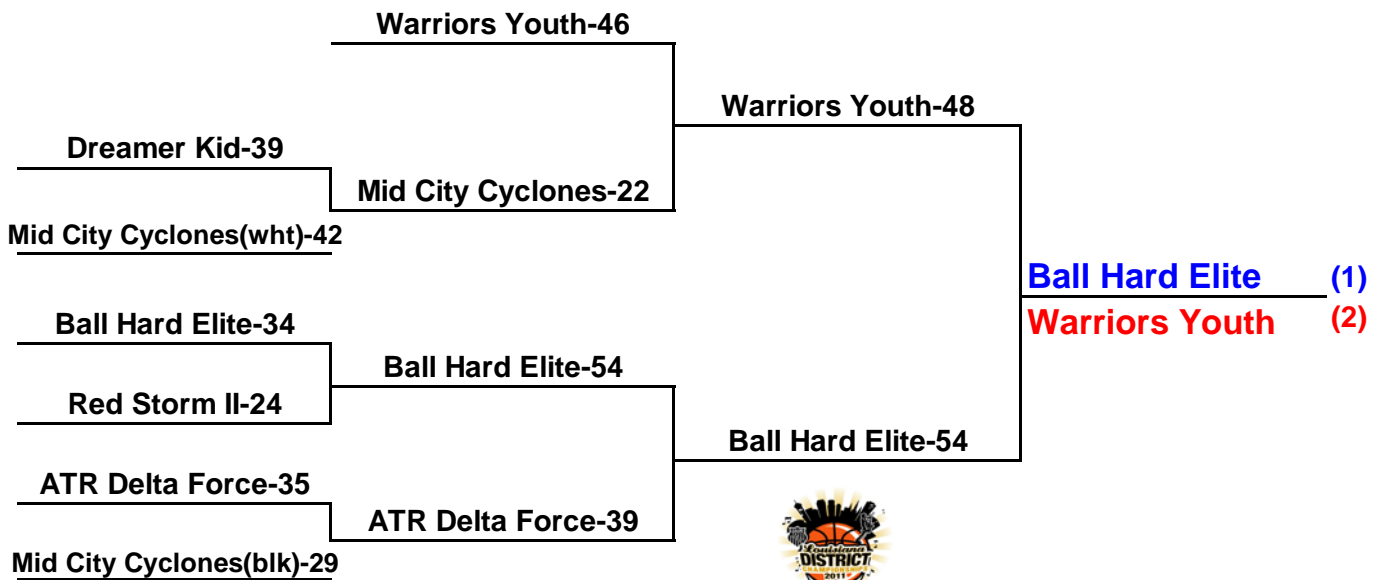 Warriors Youth-46
Warriors Youth-48
Dreamer Kid-39
Mid City Cyclones-22
Mid City Cyclones(wht)-42
Ball Hard Elite (1)
Warriors Youth (2)
Ball Hard Elite-34
Ball Hard Elite-54
Red Storm II-24
Ball Hard Elite-54
ATR Delta Force-35
ATR Delta Force-39
Mid City Cyclones(blk)-29
Louisiana
DISTRICT
CHAMPIONSHIPS
2011